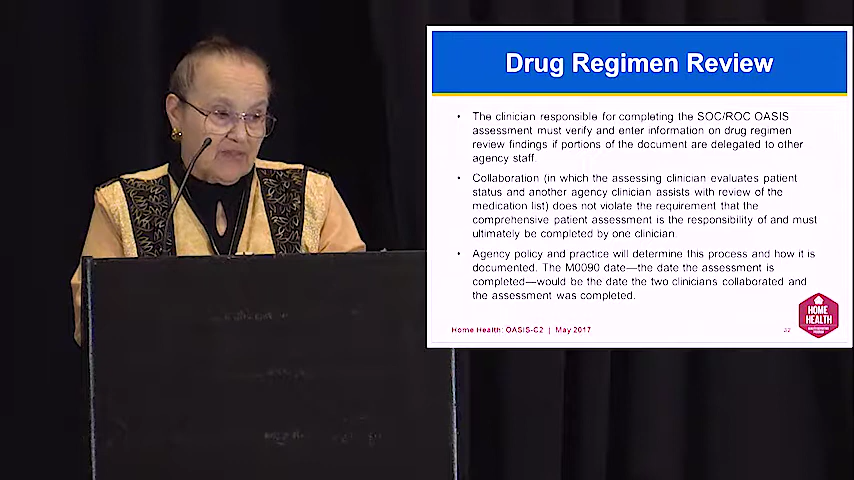 Drug Regimen Review
• The clinician responsible for completing the SOC/ROC OASIS
assessment must verify and enter information on drug regimen
review findings if portions of the document are delegated to other
agency staff.
• Collaboration (in which the assessing clinician evaluates patient
status and another agency clinician assists with review of the
medication list) does not violate the requirement that the
comprehensive patient assessment is the responsibility of and must
ultimately be completed by one clinician.
• Agency policy and practice will determine this process and how it is
documented. The M0090 date—the date the assessment is
completed—would be the date the two clinicians collaborated and
the assessment was completed.
HOME
HEALTH
Home Health: OASIS-C2 | May 2017